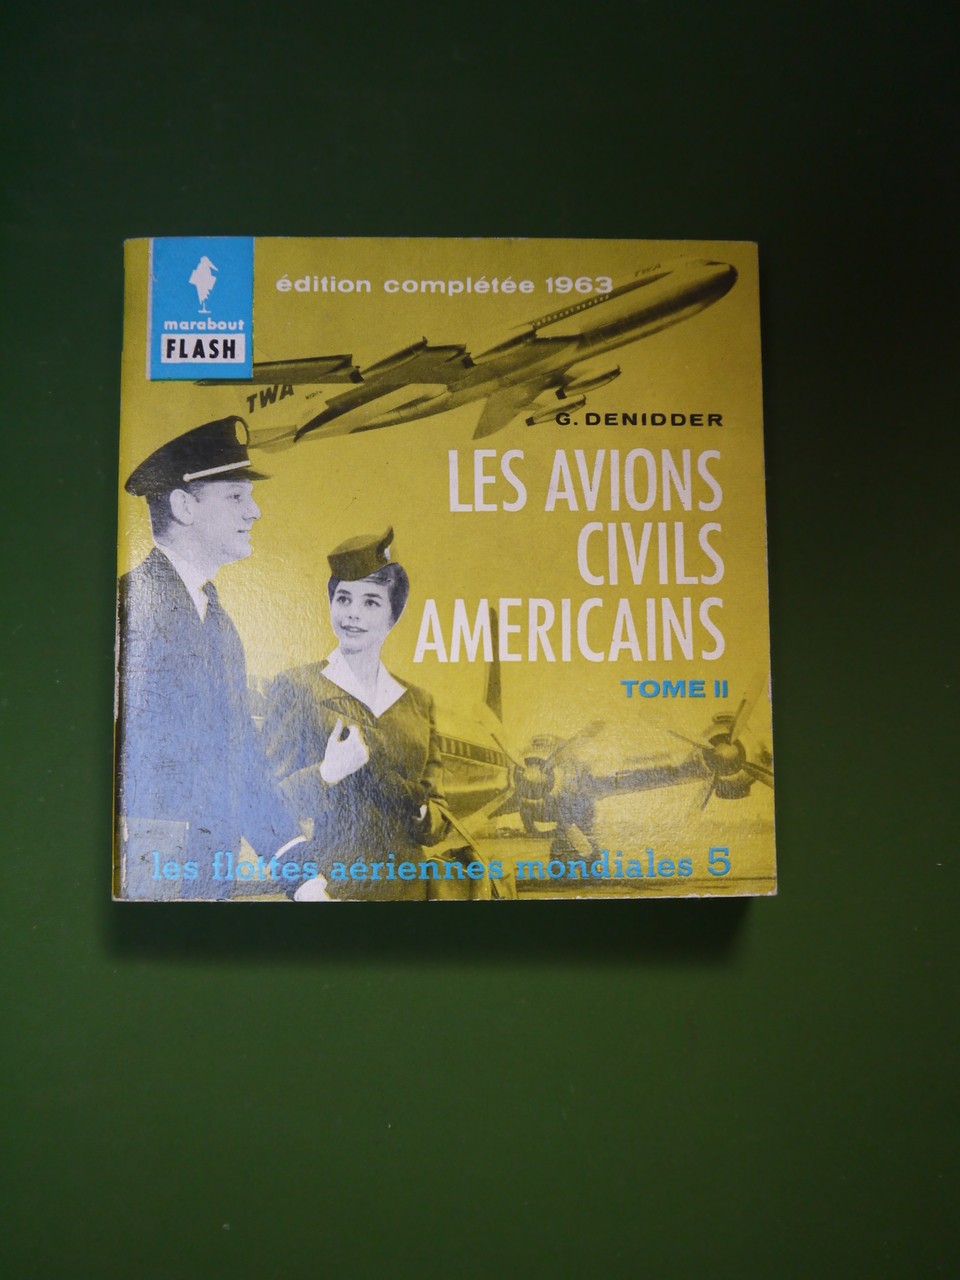 marabout
FLASH
édition complétée 1963
TWA
TWA
G. DENIDDER
LES AVIONS
CIVILS
AMERICAINS
TOME II
les flottes aériennes mondiales 5